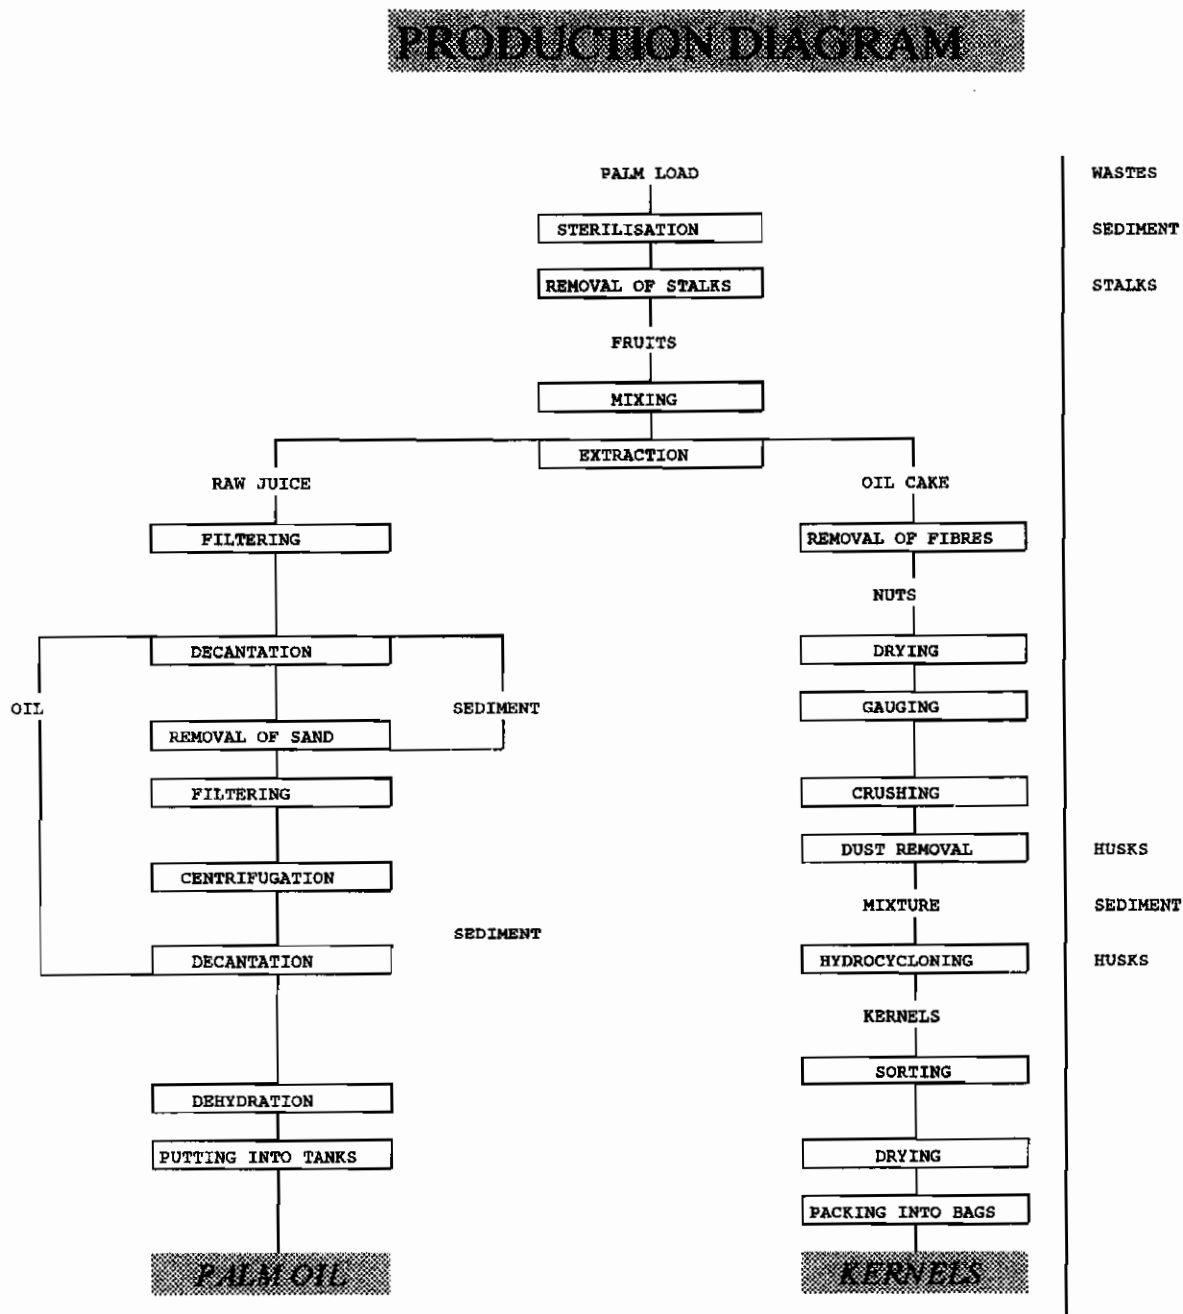 PRODUCTION DIAGRAM
PALM LOAD
WASTES
STERILISATION
SEDIMENT
REMOVAL OF STALKS
STALKS
FRUITS
MIXING
EXTRACTION
RAW JUICE
OIL CAKE
FILTERING
REMOVAL OF FIBRES
NUTS
DECANTATION
DRYING
OIL
SEDIMENT
GAUGING
REMOVAL OF SAND
FILTERING
CRUSHING
DUST REMOVAL
HUSKS
CENTRIFUGATION
MIXTURE
SEDIMENT
SEDIMENT
DECANTATION
HYDROCYCLONING
HUSKS
KERNELS
SORTING
DEHYDRATION
PUTTING INTO TANKS
DRYING
PACKING INTO BAGS
PALM OIL
KERNELS